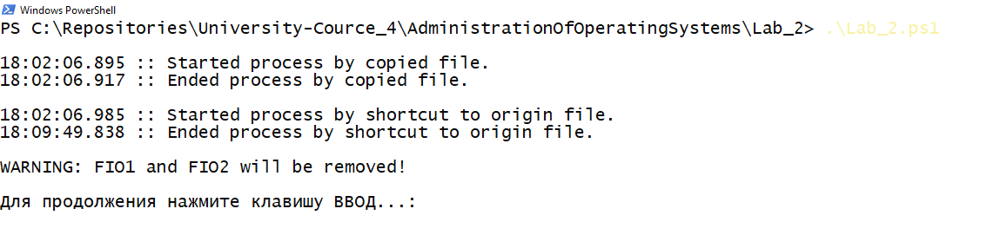 Windows PowerShell
PS C:\Repositories\University-Cource_4\AdministrationOfOperatingSystems\Lab_2> .\Lab_2.ps1
18:02:06.895 :: Started process by copied file.
18:02:06.917 :: Ended process by copied file.
18:02:06.985 :: Started process by shortcut to origin file.
18:09:49.838 :: Ended process by shortcut to origin file.
WARNING: FIO1 and FIO2 will be removed!
Для продолжения нажмите клавишу ВВОД...: